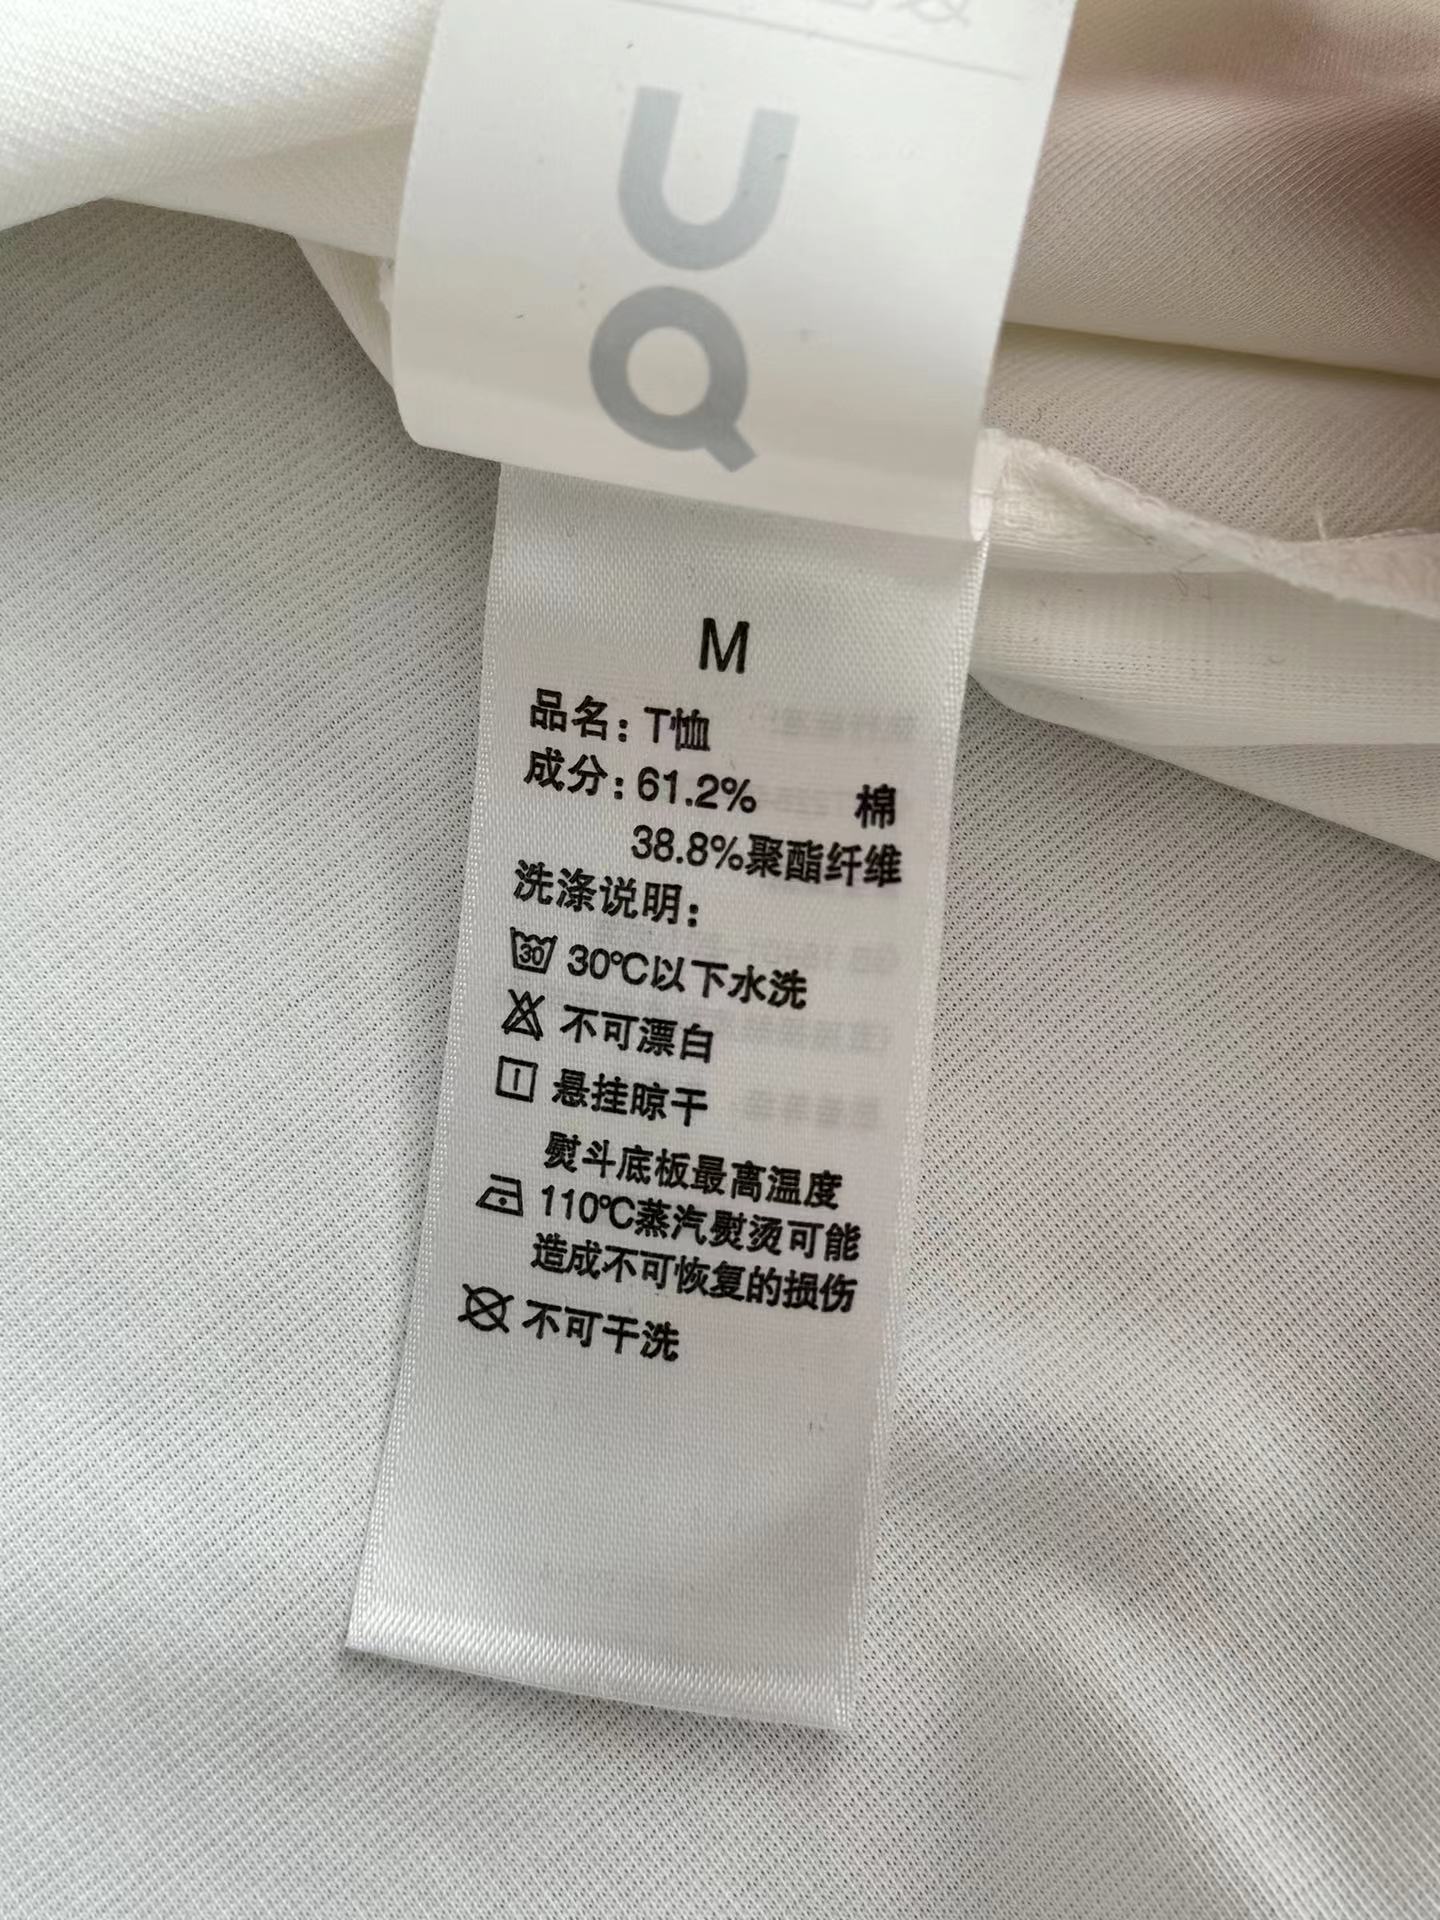 UQ
M
品名：T恤
成分：61.2% 棉
38.8%聚酯纤维
洗涤说明：
30 30℃以下水洗
不可漂白
悬挂晾干
熨斗底板最高温度
110℃蒸汽熨烫可能
造成不可恢复的损伤
不可干洗